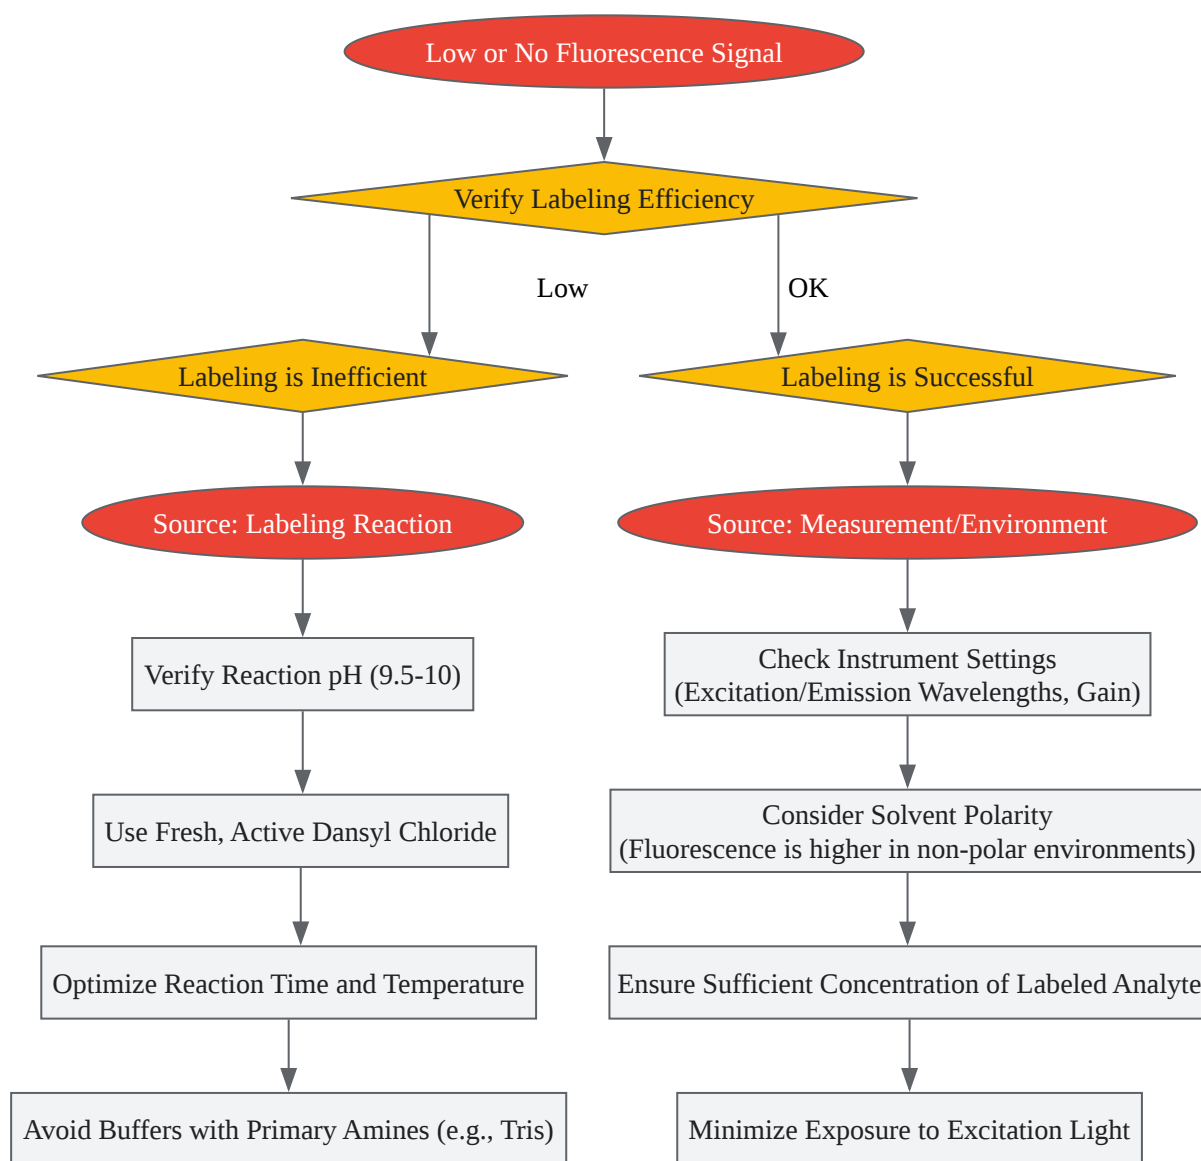 Low or No Fluorescence Signal
Verify Labeling Efficiency
Low
OK
Labeling is Inefficient
Labeling is Successful
Source: Labeling Reaction
Source: Measurement/Environment
Verify Reaction pH (9.5-10)
Check Instrument Settings
(Excitation/Emission Wavelengths, Gain)
Use Fresh, Active Dansyl Chloride
Consider Solvent Polarity
(Fluorescence is higher in non-polar environments)
Optimize Reaction Time and Temperature
Ensure Sufficient Concentration of Labeled Analyte
Avoid Buffers with Primary Amines (e.g., Tris)
Minimize Exposure to Excitation Light